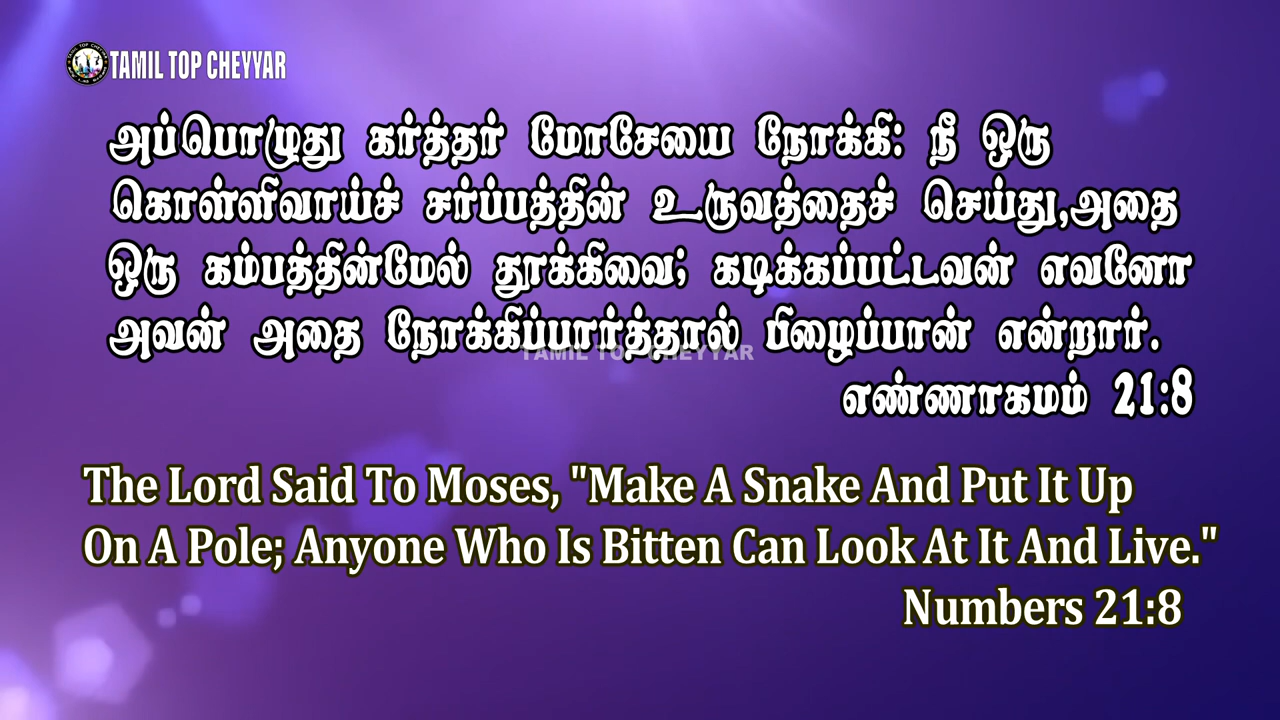 TAMIL TOP CHEYYAR
அப்பொழுது கர்த்தர் மோசேயை நோக்கி: நீ ஒரு
கொள்ளிவாய்ச் சர்ப்பத்தின் உருவத்தைச் செய்து,அதை
ஒரு கம்பத்தின்மேல் தூக்கிவை; கடிக்கப்பட்டவன் எவனோ
அவன் அதை நோக்கிப்பார்த்தால் பிழைப்பான் என்றார்.
TAMIL TOP CHEYYAR
எண்ணாகமம் 21:8
The Lord Said To Moses, "Make A Snake And Put It Up
On A Pole; Anyone Who Is Bitten Can Look At It And Live."
Numbers 21:8